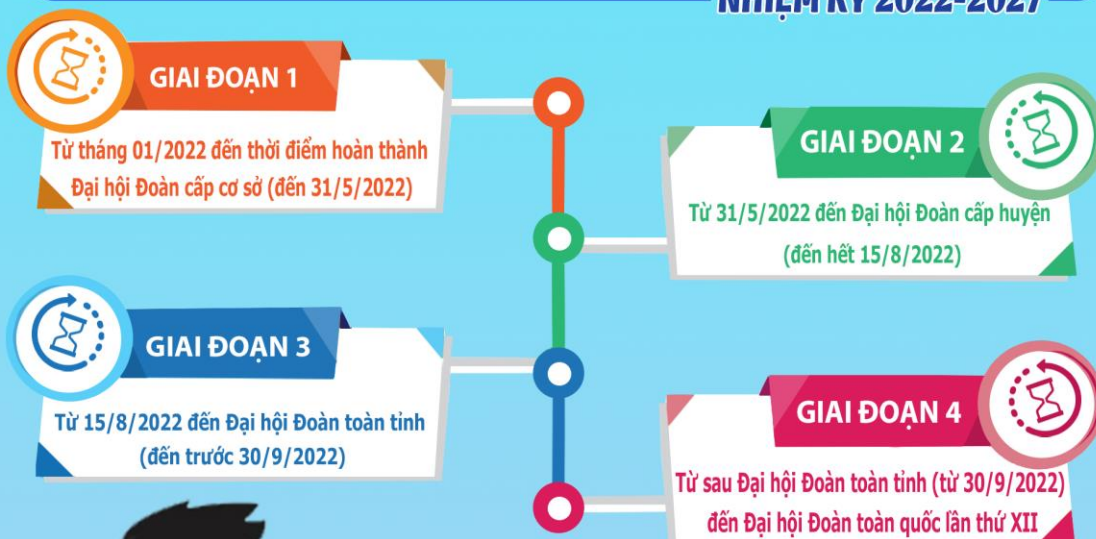 NHIỆM KỲ 2022-2027
GIAI ĐOẠN 1
Từ tháng 01/2022 đến thời điểm hoàn thành
Đại hội Đoàn cấp cơ sở (đến 31/5/2022)
GIAI ĐOẠN 2
Từ 31/5/2022 đến Đại hội Đoàn cấp huyện
(đến hết 15/8/2022)
GIAI ĐOẠN 3
Từ 15/8/2022 đến Đại hội Đoàn toàn tỉnh
(đến trước 30/9/2022)
GIAI ĐOẠN 4
Từ sau Đại hội Đoàn toàn tỉnh (từ 30/9/2022)
đến Đại hội Đoàn toàn quốc lần thứ XII